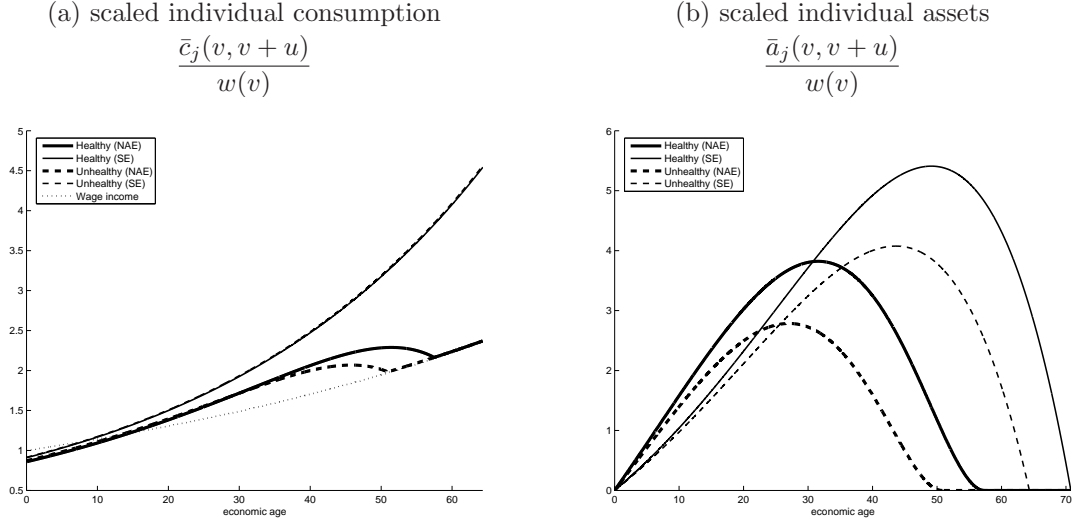 (a) scaled individual consumption
c̄_j(v, v + u)
w(v)
5
4.5
4
3.5
3
2.5
2
1.5
1
0.5
Healthy (NAE)
Healthy (SE)
Unhealthy (NAE)
Unhealthy (SE)
Wage income
0 10 20 30 40 50 60
economic age
(b) scaled individual assets
ā_j(v, v + u)
w(v)
6
5
4
3
2
1
0
Healthy (NAE)
Healthy (SE)
Unhealthy (NAE)
Unhealthy (SE)
0 10 20 30 40 50 60 70
economic age